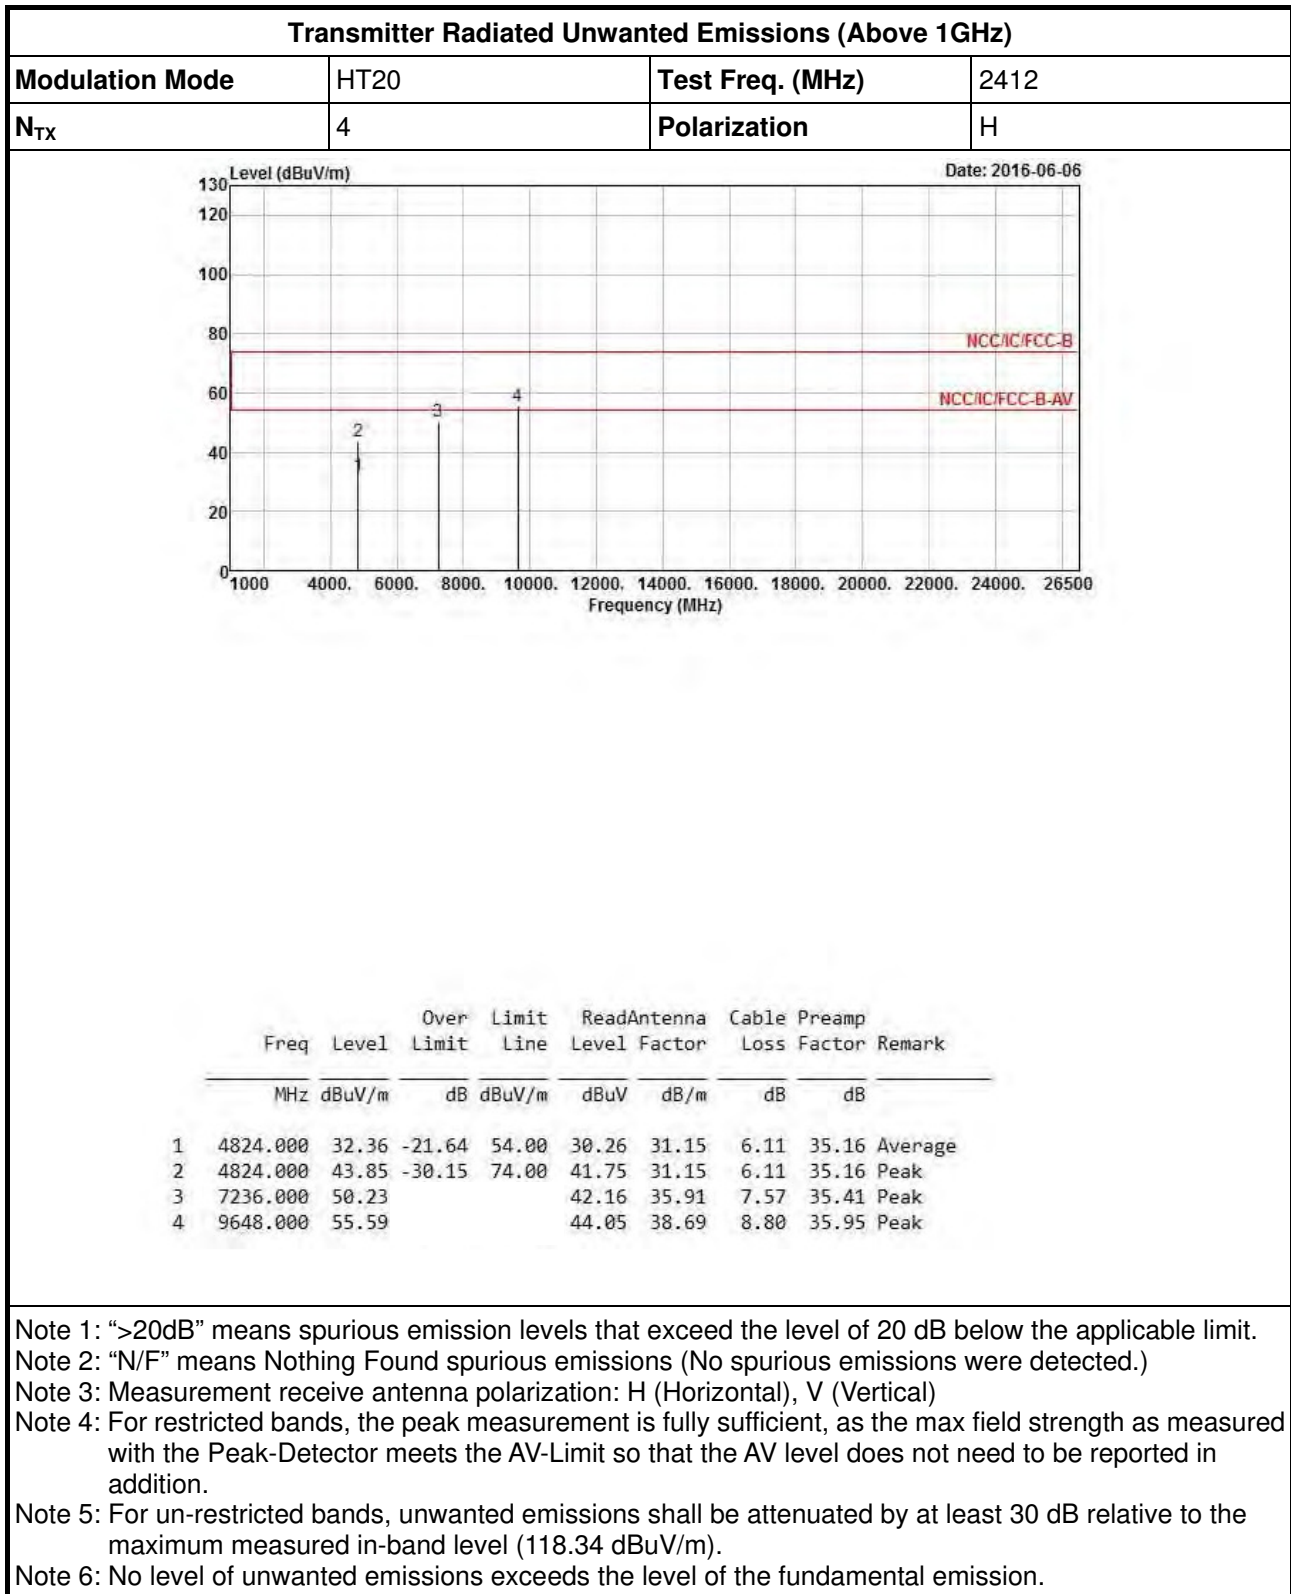 Transmitter Radiated Unwanted Emissions (Above 1GHz)
Modulation Mode HT20 Test Freq. (MHz) 2412
NTX 4 Polarization H
Level (dBuV/m) Date: 2016-06-06
130
120
100
80
NCC/IC/FCC-B
60
4
NCC/IC/FCC-B-AV
3
2
40
1
20
0
1000 4000. 6000. 8000. 10000. 12000. 14000. 16000. 18000. 20000. 22000. 24000. 26500
Frequency (MHz)
Over Limit ReadAntenna Cable Preamp
Freq Level Limit Line Level Factor Loss Factor Remark
MHz dBuV/m dB dBuV/m dBuV dB/m dB dB
1 4824.000 32.36 -21.64 54.00 30.26 31.15 6.11 35.16 Average
2 4824.000 43.85 -30.15 74.00 41.75 31.15 6.11 35.16 Peak
3 7236.000 50.23 42.16 35.91 7.57 35.41 Peak
4 9648.000 55.59 44.05 38.69 8.80 35.95 Peak
Note 1: “>20dB” means spurious emission levels that exceed the level of 20 dB below the applicable limit.
Note 2: “N/F” means Nothing Found spurious emissions (No spurious emissions were detected.)
Note 3: Measurement receive antenna polarization: H (Horizontal), V (Vertical)
Note 4: For restricted bands, the peak measurement is fully sufficient, as the max field strength as measured
with the Peak-Detector meets the AV-Limit so that the AV level does not need to be reported in
addition.
Note 5: For un-restricted bands, unwanted emissions shall be attenuated by at least 30 dB relative to the
maximum measured in-band level (118.34 dBuV/m).
Note 6: No level of unwanted emissions exceeds the level of the fundamental emission.